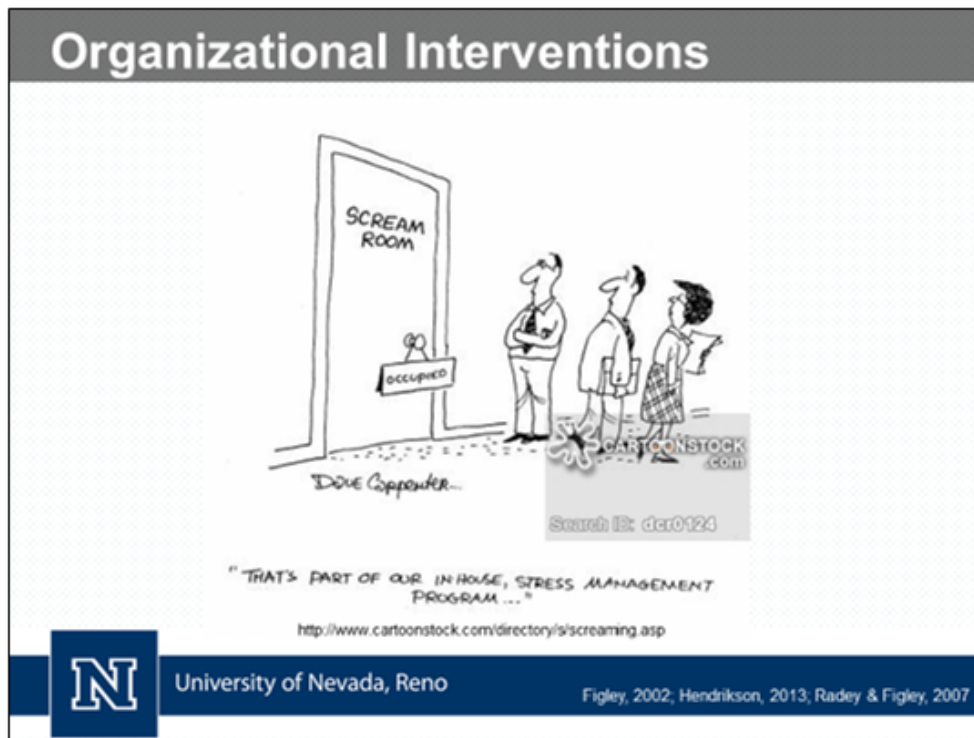 Organizational Interventions
SCREAM
ROOM
OCCUPIED
Dave Carpenter...
CARTOONSTOCK
.com
Search ID: dcr0124
"THAT'S PART OF OUR IN HOUSE, STRESS MANAGEMENT
PROGRAM..."
http://www.cartoonstock.com/directory/s/screaming.asp
N
University of Nevada, Reno
Figley, 2002; Hendrikson, 2013; Radey & Figley, 2007